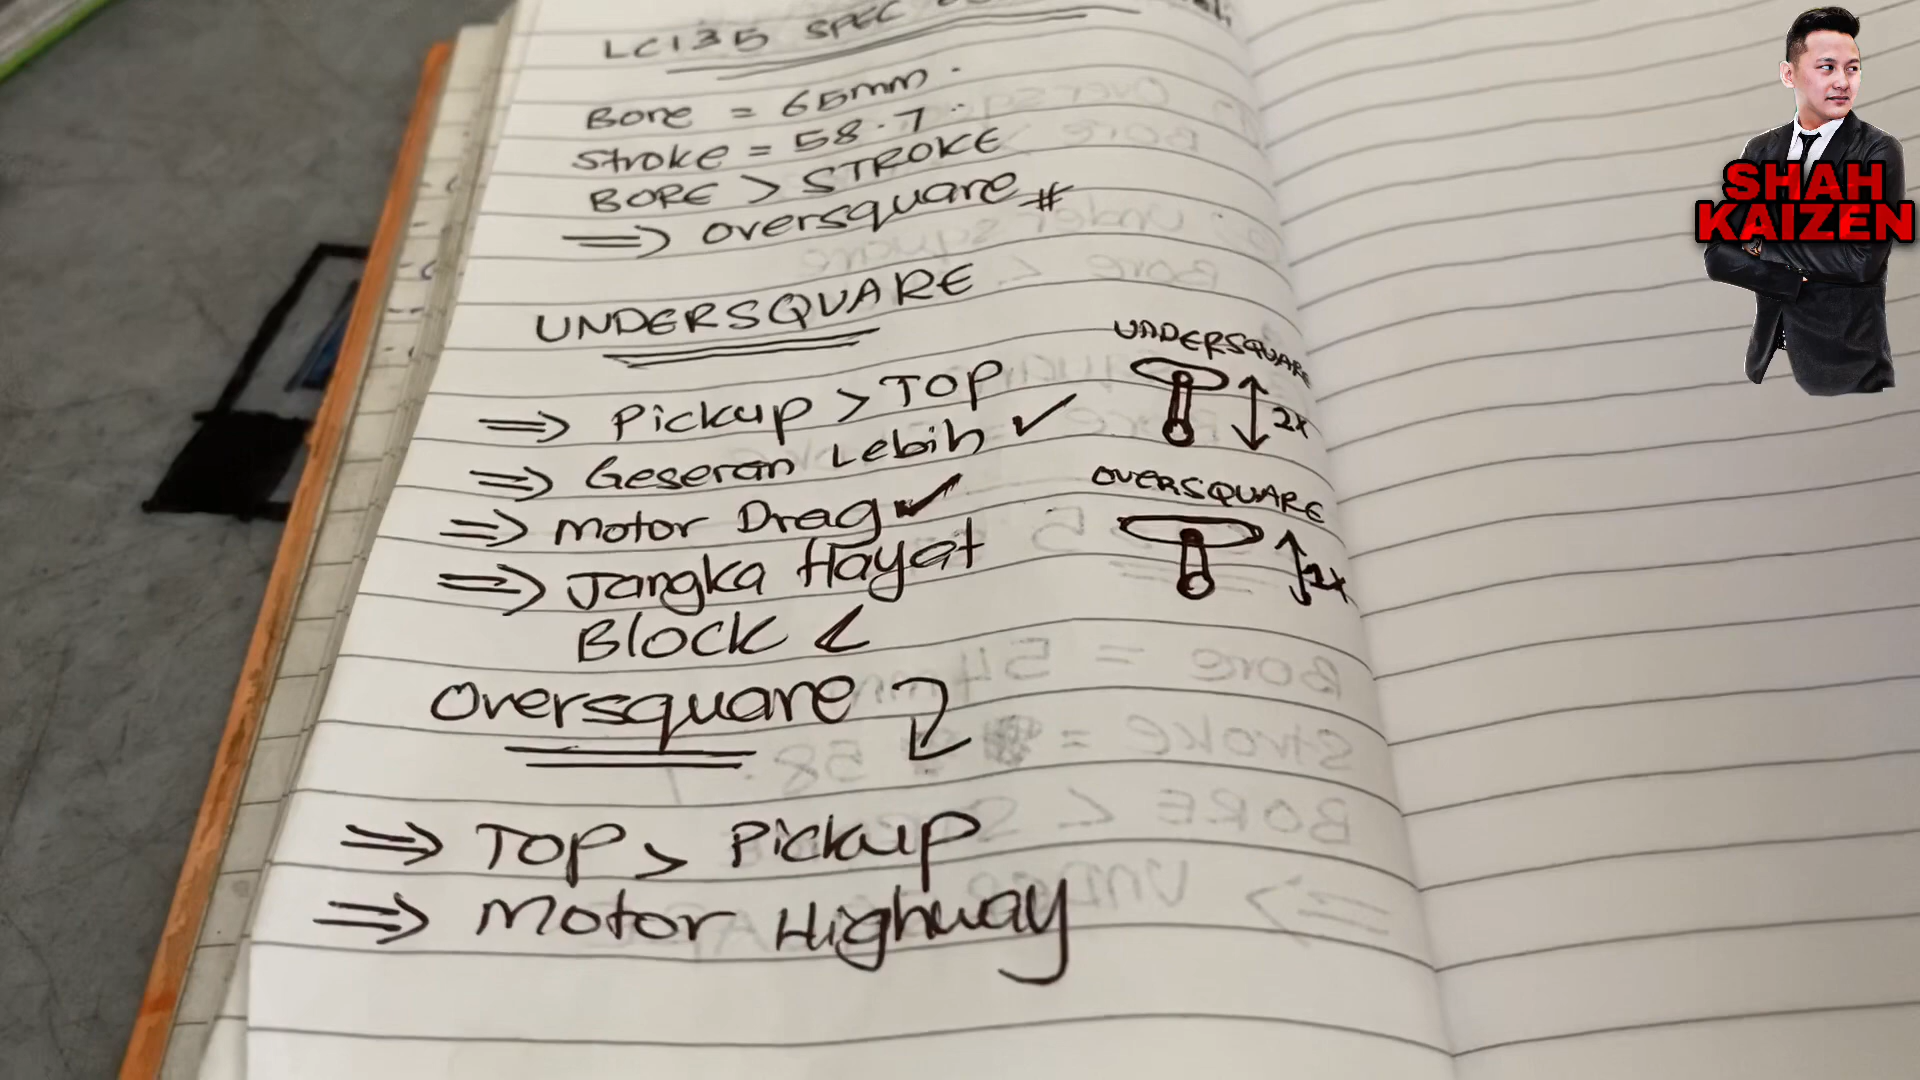 LC135 SPEC
Bore = 65mm.
Stroke = 58.7..
BORE > STROKE
=> oversquare #
UNDERSQUARE
=> Pickup > TOP
=> Geseran Lebih ✓
=> Motor Drag ✓
=> Jangka Hayat
Block <
UNDERSQUARE
2x
OVERSQUARE
1x
Oversquare
=> TOP > Pickup
=> Motor Highway
SHAH
KAIZEN